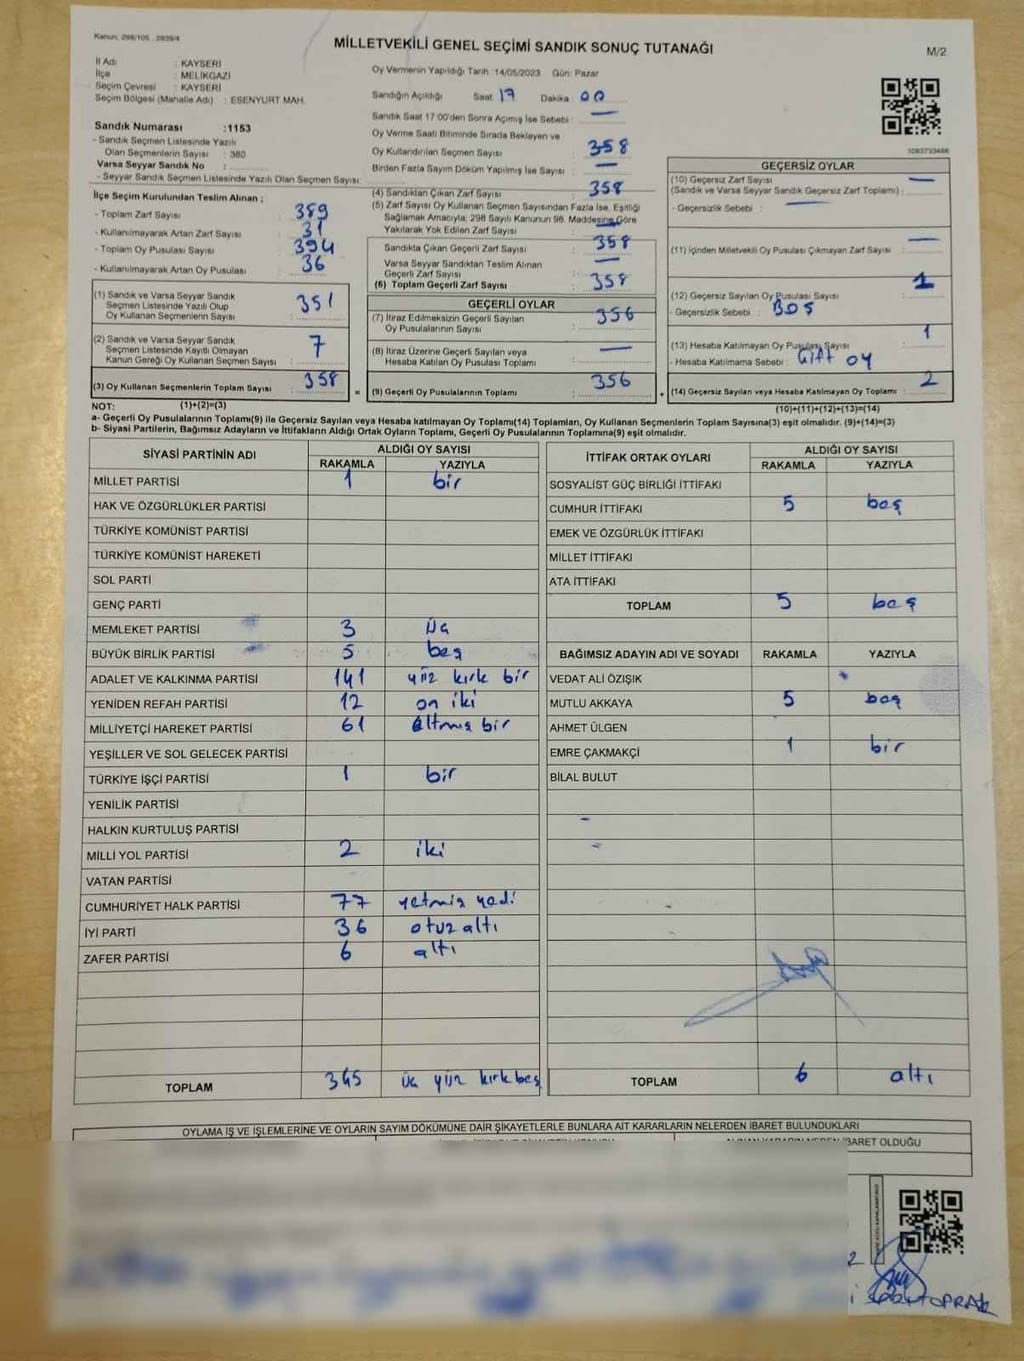 Kanun: 298/105 , 2839/4
MİLLETVEKİLİ GENEL SEÇİMİ SANDIK SONUÇ TUTANAĞI
M/2
İl Adı : KAYSERİ
İlçe : MELİKGAZİ
Seçim Çevresi : KAYSERİ
Seçim Bölgesi (Mahalle Adı) : ESENYURT MAH.
Sandık Numarası :1153
- Sandık Seçmen Listesinde Yazılı
Olan Seçmenlerin Sayısı : 380
Varsa Seyyar Sandık No :
- Seyyar Sandık Seçmen Listesinde Yazılı Olan Seçmen Sayısı:
Oy Vermenin Yapıldığı Tarih :14/05/2023 Gün: Pazar
Sandığın Açıldığı Saat: 17 Dakika: 00
Sandık Saat 17:00'den Sonra Açılmış İse Sebebi : —
Oy Verme Saati Bitiminde Sırada Bekleyen ve
Oy Kullandırılan Seçmen Sayısı : 358
Birden Fazla Sayım Döküm Yapılmış İse Sayısı : —
1083733466
İlçe Seçim Kurulundan Teslim Alınan ;
- Toplam Zarf Sayısı : 389
- Kullanılmayarak Artan Zarf Sayısı : 31
- Toplam Oy Pusulası Sayısı : 394
- Kullanılmayarak Artan Oy Pusulası : 36
(1) Sandık ve Varsa Seyyar Sandık
Seçmen Listesinde Yazılı Olup
Oy Kullanan Seçmenlerin Sayısı : 351
(2) Sandık ve Varsa Seyyar Sandık
Seçmen Listesinde Kayıtlı Olmayan
Kanun Gereği Oy Kullanan Seçmen Sayısı : 7
(3) Oy Kullanan Seçmenlerin Toplam Sayısı : 358
(1)+(2)=(3)
(4) Sandıktan Çıkan Zarf Sayısı : 358
(5) Zarf Sayısı Oy Kullanan Seçmen Sayısından Fazla İse, Eşitliği
Sağlamak Amacıyla; 298 Sayılı Kanunun 98. Maddesine Göre
Yakılarak Yok Edilen Zarf Sayısı : —
Sandıkta Çıkan Geçerli Zarf Sayısı : 358
Varsa Seyyar Sandıktan Teslim Alınan
Geçerli Zarf Sayısı : —
(6) Toplam Geçerli Zarf Sayısı : 358
GEÇERLİ OYLAR
(7) İtiraz Edilmeksizin Geçerli Sayılan
Oy Pusulalarının Sayısı : 356
(8) İtiraz Üzerine Geçerli Sayılan veya
Hesaba Katılan Oy Pusulaları Toplamı : —
= (9) Geçerli Oy Pusulalarının Toplamı : 356
GEÇERSİZ OYLAR
(10) Geçersiz Zarf Sayısı
(Sandık ve Varsa Seyyar Sandık Geçersiz Zarf Toplamı) : —
- Geçersizlik Sebebi : —
(11) İçinden Milletvekili Oy Pusulası Çıkmayan Zarf Sayısı : —
(12) Geçersiz Sayılan Oy Pusulası Sayısı : 1
- Geçersizlik Sebebi : BOŞ
(13) Hesaba Katılmayan Oy Pusulası Sayısı : 1
- Hesaba Katılmama Sebebi : Çift oy
+ (14) Geçersiz Sayılan veya Hesaba Katılmayan Oy Toplamı : 2
(10)+(11)+(12)+(13)=(14)
NOT:
a- Geçerli Oy Pusulalarının Toplamı(9) ile Geçersiz Sayılan veya Hesaba katılmayan Oy Toplamı(14) Toplamları, Oy Kullanan Seçmenlerin Toplam Sayısına(3) eşit olmalıdır. (9)+(14)=(3)
b- Siyasi Partilerin, Bağımsız Adayların ve İttifakların Aldığı Ortak Oyların Toplamı, Geçerli Oy Pusulalarının Toplamına(9) eşit olmalıdır.
SİYASİ PARTİNİN ADI ALDIĞI OY SAYISI
RAKAMLA YAZIYLA
MİLLET PARTİSİ 1 bir
HAK VE ÖZGÜRLÜKLER PARTİSİ
TÜRKİYE KOMÜNİST PARTİSİ
TÜRKİYE KOMÜNİST HAREKETİ
SOL PARTİ
GENÇ PARTİ
MEMLEKET PARTİSİ 3 üç
BÜYÜK BİRLİK PARTİSİ 5 beş
ADALET VE KALKINMA PARTİSİ 141 yüz kırk bir
YENİDEN REFAH PARTİSİ 12 on iki
MİLLİYETÇİ HAREKET PARTİSİ 61 altmış bir
YEŞİLLER VE SOL GELECEK PARTİSİ
TÜRKİYE İŞÇİ PARTİSİ 1 bir
YENİLİK PARTİSİ
HALKIN KURTULUŞ PARTİSİ
MİLLİ YOL PARTİSİ 2 iki
VATAN PARTİSİ
CUMHURİYET HALK PARTİSİ 77 yetmiş yedi
İYİ PARTİ 36 otuz altı
ZAFER PARTİSİ 6 altı
TOPLAM 345 üç yüz kırk beş
İTTİFAK ORTAK OYLARI ALDIĞI OY SAYISI
RAKAMLA YAZIYLA
SOSYALİST GÜÇ BİRLİĞİ İTTİFAKI
CUMHUR İTTİFAKI 5 beş
EMEK VE ÖZGÜRLÜK İTTİFAKI
MİLLET İTTİFAKI
ATA İTTİFAKI
TOPLAM 5 beş
BAĞIMSIZ ADAYIN ADI VE SOYADI RAKAMLA YAZIYLA
VEDAT ALİ ÖZIŞIK
MUTLU AKKAYA 5 beş
AHMET ÜLGEN
EMRE ÇAKMAKÇİ 1 bir
BİLAL BULUT
TOPLAM 6 altı
OYLAMA İŞ VE İŞLEMLERİNE VE OYLARIN SAYIM DÖKÜMÜNE DAİR ŞİKAYETLERLE BUNLARA AİT KARARLARIN NELERDEN İBARET BULUNDUKLARI
İBARET OLDUĞU